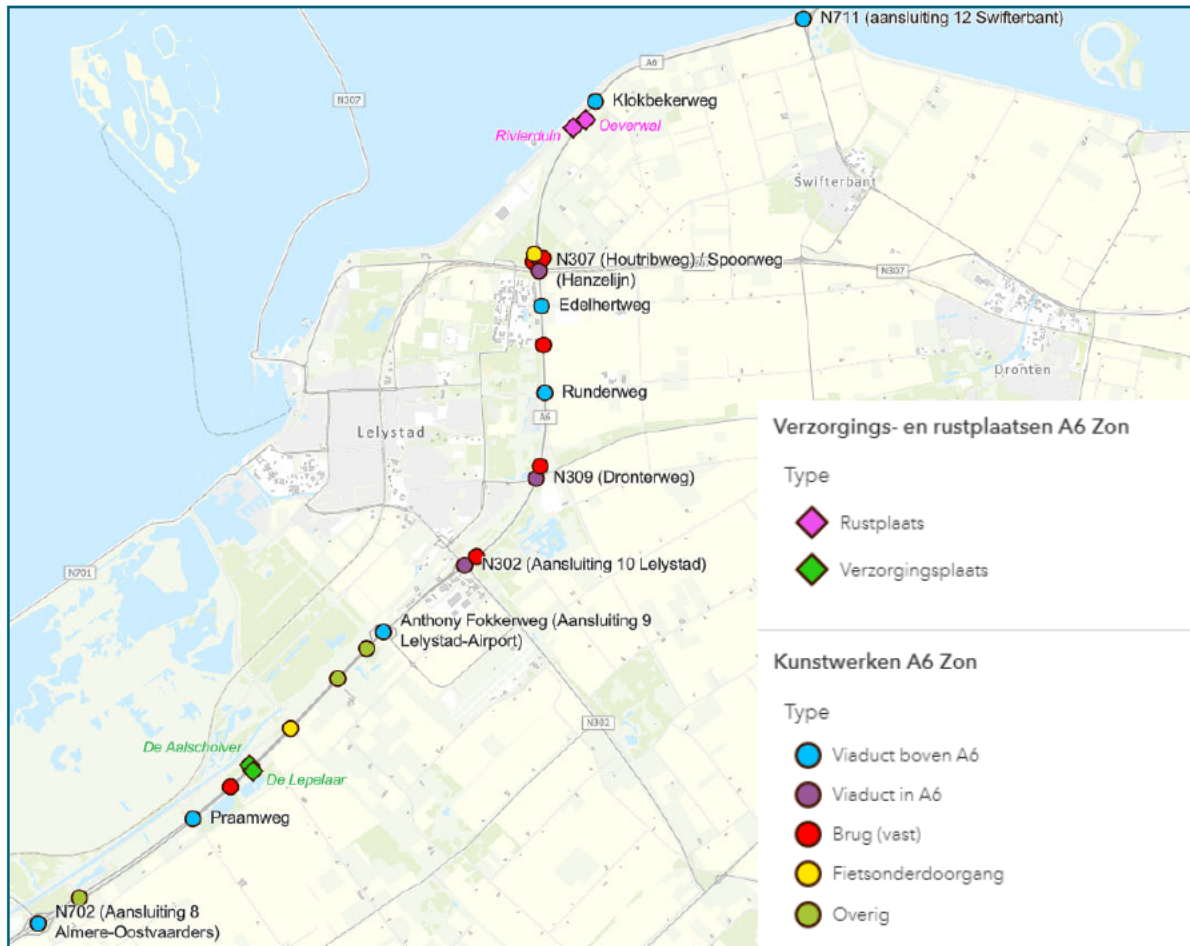 N711 (aansluiting 12 Swifterbant)
A6
N307
Klokbekerweg
Oeverwal
Rivierduin
Swifterbant
N307 (Houtribweg) / Spoorweg
(Hanzelijn)
N307
Edelhertweg
Dronten
Runderweg
A6
Lelystad
N309 (Dronterweg)
N302 (Aansluiting 10 Lelystad)
N701
Anthony Fokkerweg (Aansluiting 9
Lelystad-Airport)
N302
De Aalscholver
De Lepelaar
Praamweg
N702 (Aansluiting 8
Almere-Oostvaarders)
Verzorgings- en rustplaatsen A6 Zon
Type
Rustplaats
Verzorgingsplaats
Kunstwerken A6 Zon
Type
Viaduct boven A6
Viaduct in A6
Brug (vast)
Fietsonderdoorgang
Overig